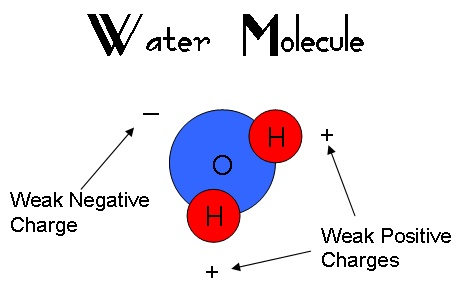 Water Molecule
−
H
+
O
Weak Negative
Charge
H
Weak Positive
Charges
+